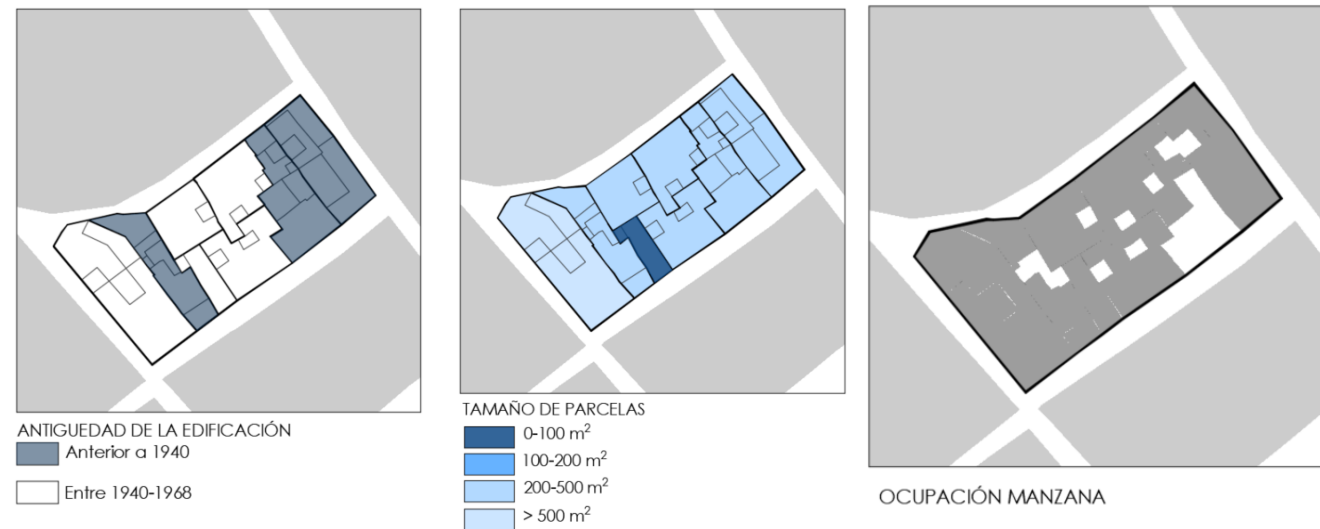 ANTIGUEDAD DE LA EDIFICACIÓN
Anterior a 1940
Entre 1940-1968
TAMAÑO DE PARCELAS
0-100 m²
100-200 m²
200-500 m²
> 500 m²
OCUPACIÓN MANZANA